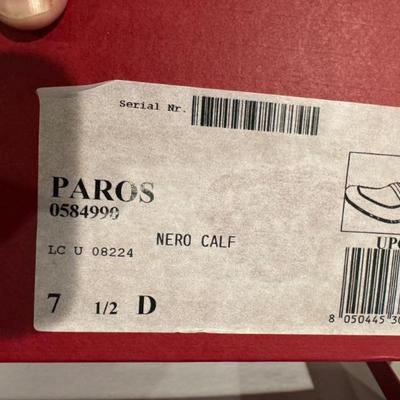 Serial Nr.
PAROS
0584990
NERO CALF
LC U 08224
UPC
7 1/2 D
8 050445 30